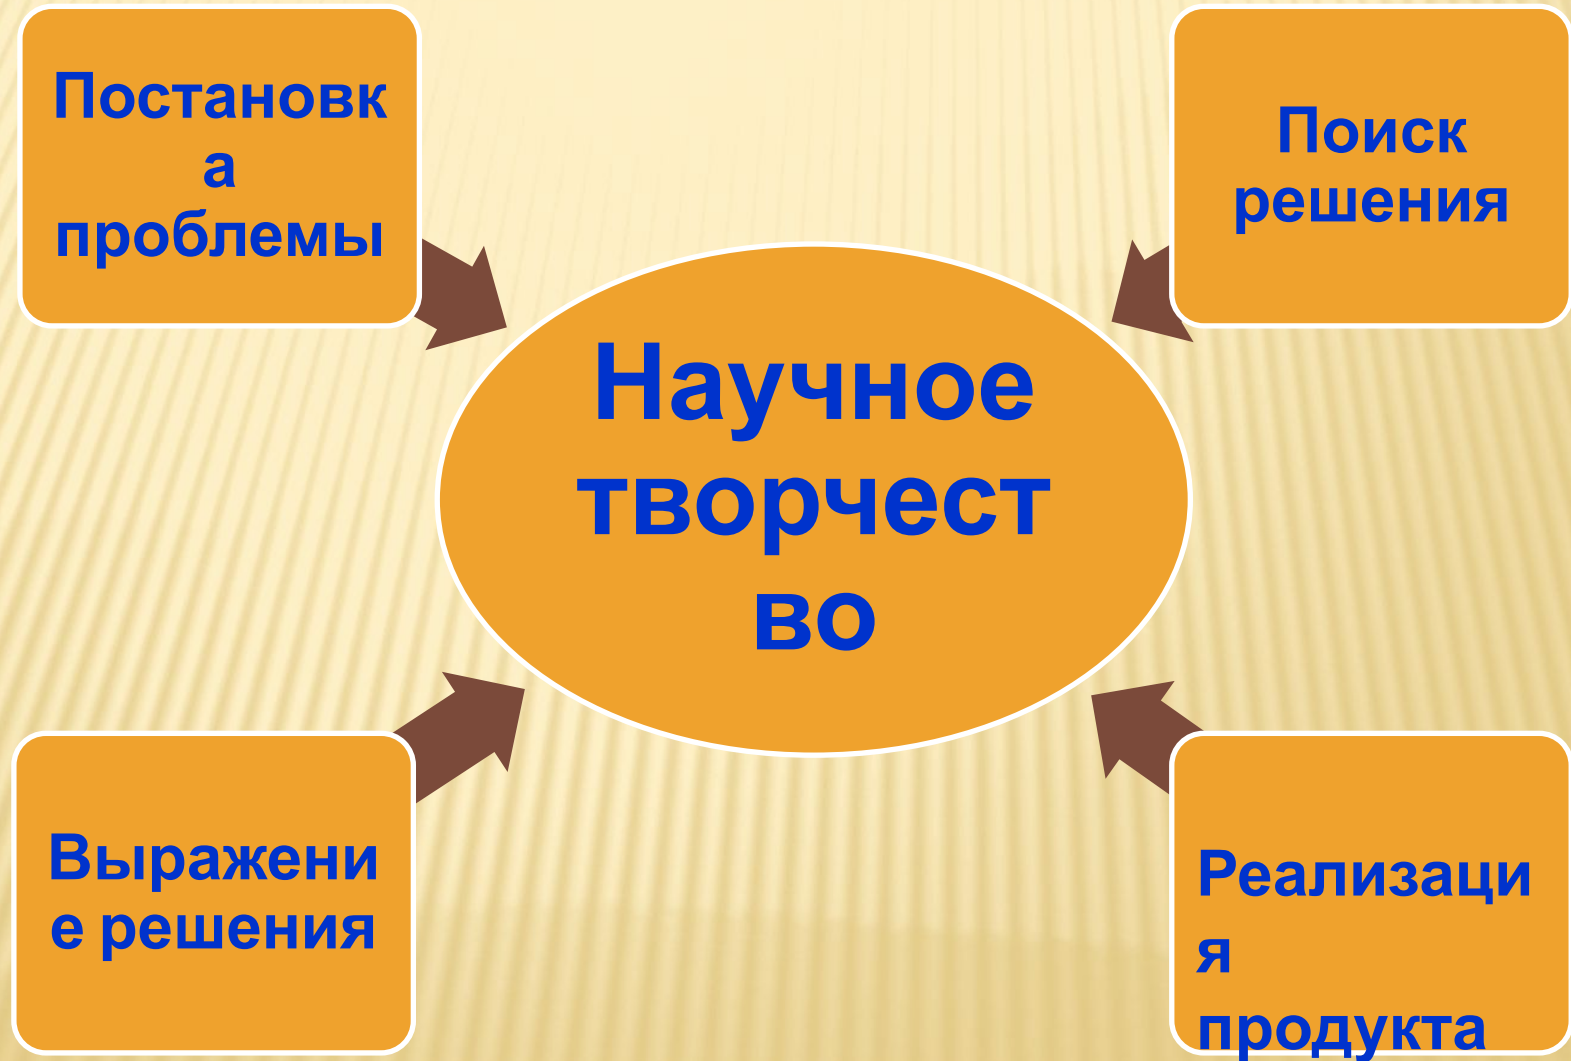 Постановк
а
проблемы
Поиск
решения
Научное
творчест
во
Выражени
е решения
Реализаци
я
продукта